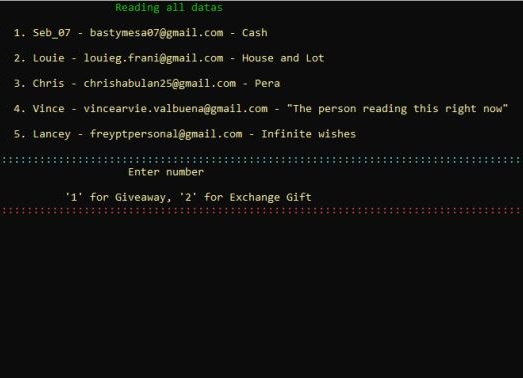 Reading all datas
1. Seb_07 - bastymesa07@gmail.com - Cash
2. Louie - louieg.frani@gmail.com - House and Lot
3. Chris - chrishabulan25@gmail.com - Pera
4. Vince - vincearvie.valbuena@gmail.com - "The person reading this right now"
5. Lancey - freyptpersonal@gmail.com - Infinite wishes
Enter number
'1' for Giveaway, '2' for Exchange Gift